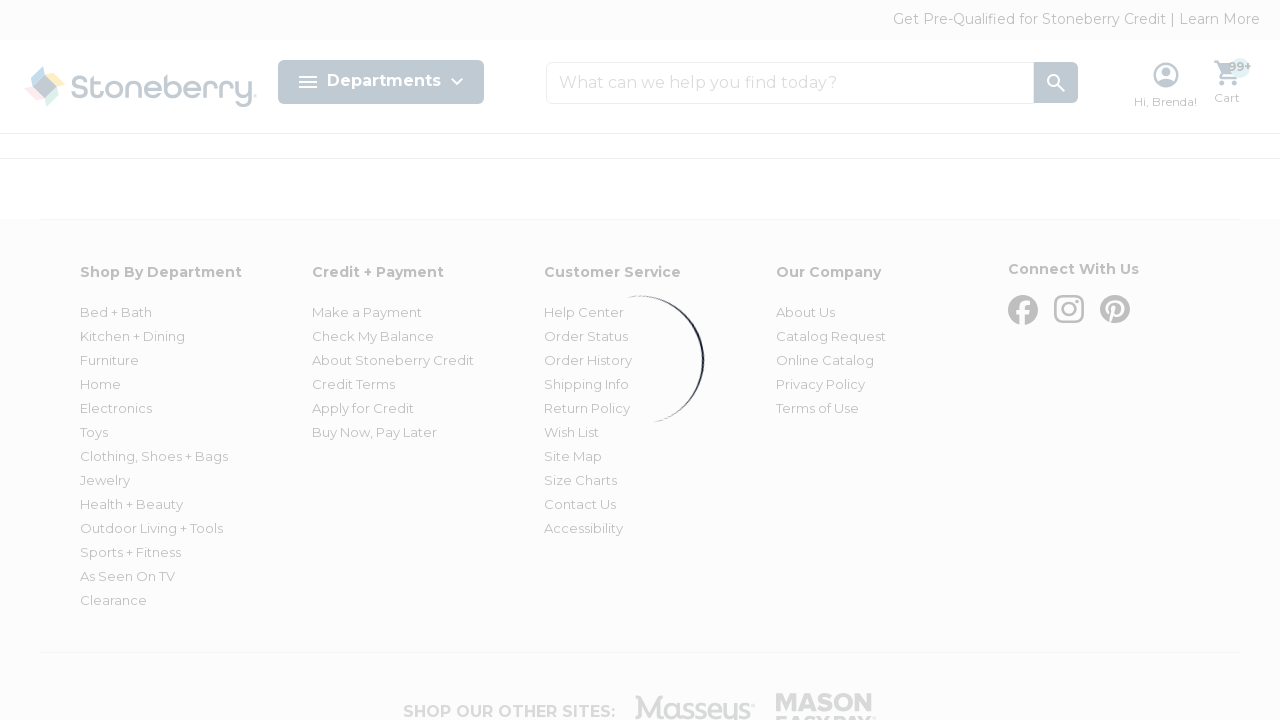 Get Pre-Qualified for Stoneberry Credit | Learn More
Stoneberry
Departments
What can we help you find today?
Hi, Brenda!
99+
Cart
Shop By Department
Bed + Bath
Kitchen + Dining
Furniture
Home
Electronics
Toys
Clothing, Shoes + Bags
Jewelry
Health + Beauty
Outdoor Living + Tools
Sports + Fitness
As Seen On TV
Clearance
Credit + Payment
Make a Payment
Check My Balance
About Stoneberry Credit
Credit Terms
Apply for Credit
Buy Now, Pay Later
Customer Service
Help Center
Order Status
Order History
Shipping Info
Return Policy
Wish List
Site Map
Size Charts
Contact Us
Accessibility
Our Company
About Us
Catalog Request
Online Catalog
Privacy Policy
Terms of Use
Connect With Us
SHOP OUR OTHER SITES:
Masseys
MASON
EASY PAY